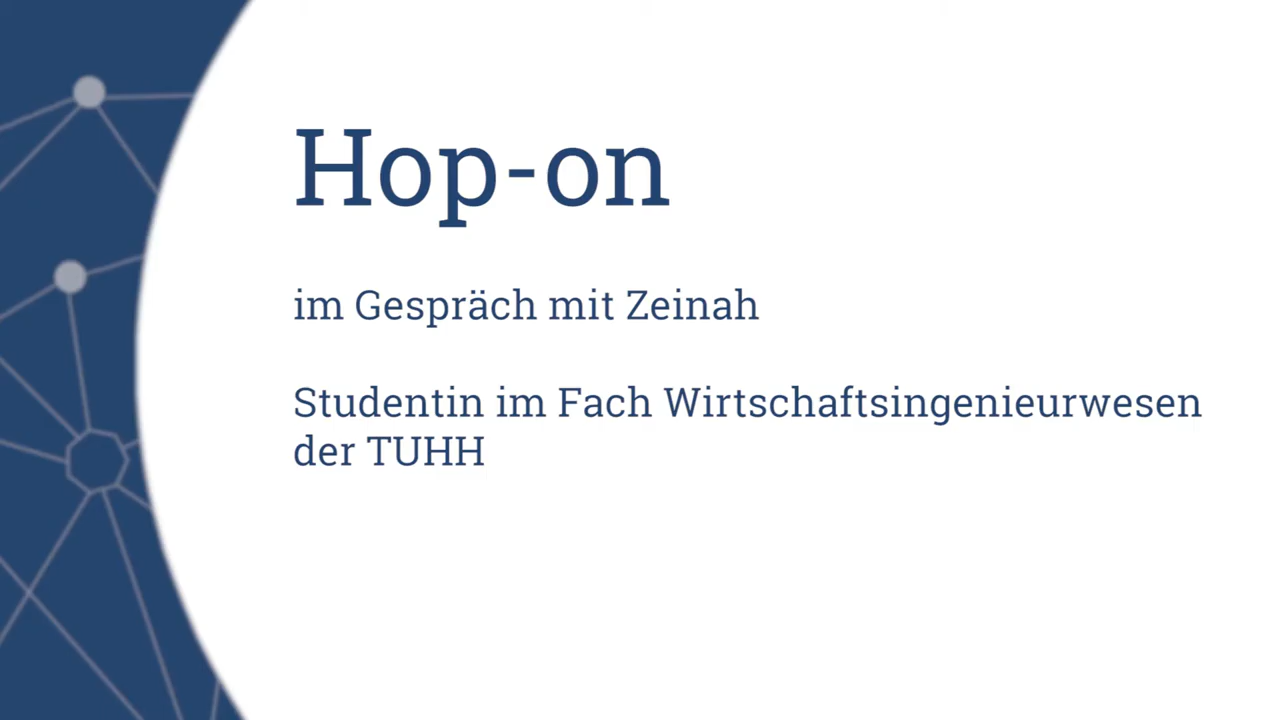 Hop-on
im Gespräch mit Zeinah
Studentin im Fach Wirtschaftsingenieurwesen
der TUHH